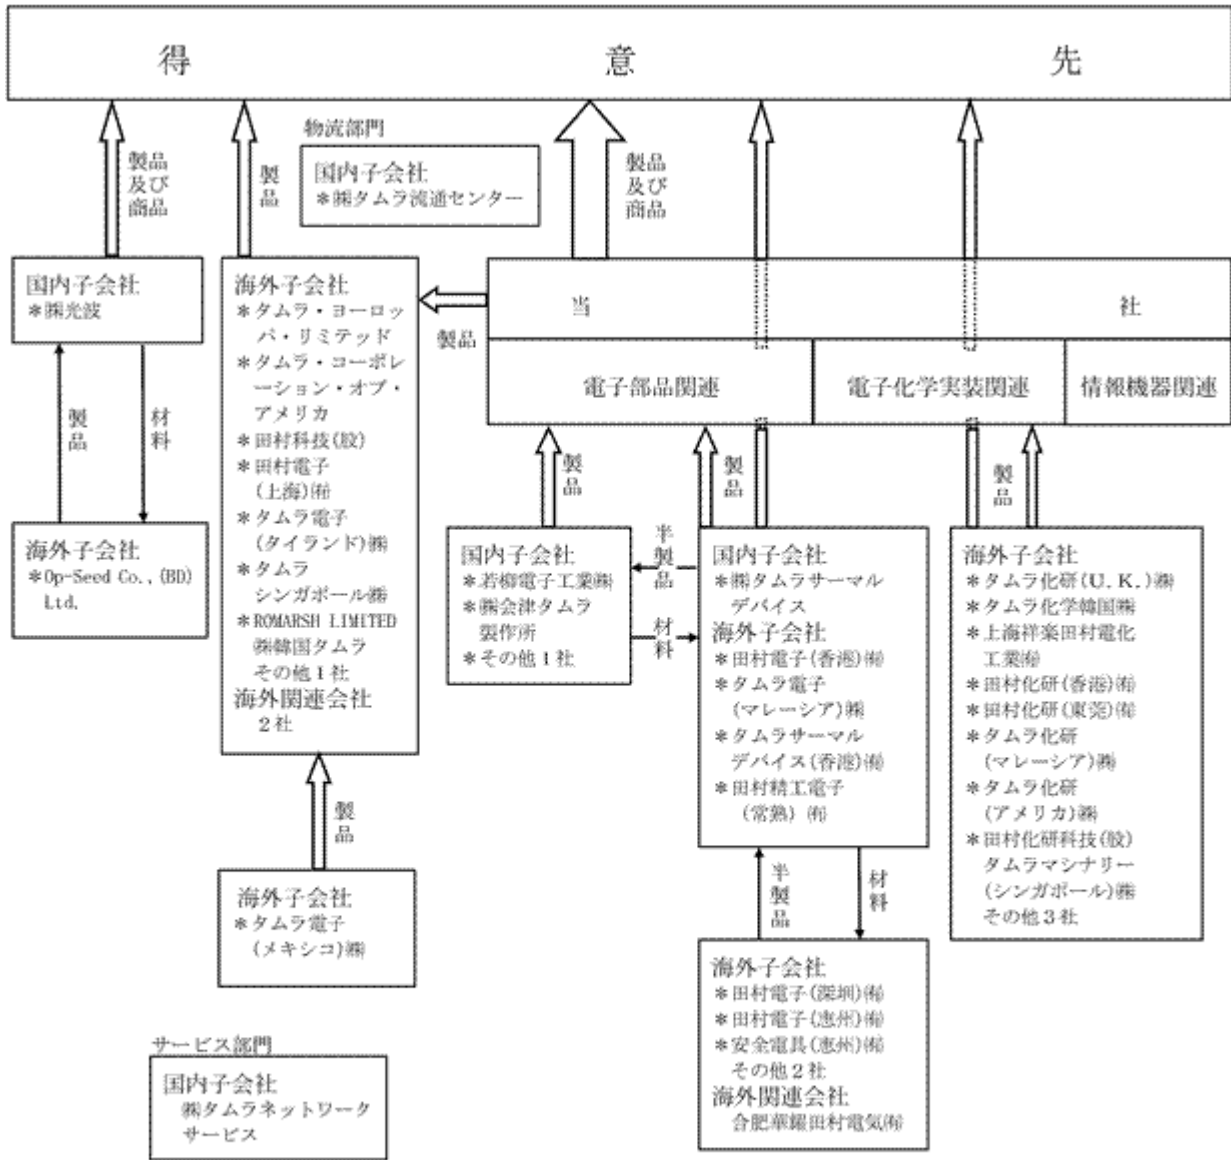 得意先
製品
及び
商品
製品
物流部門
国内子会社
＊㈱タムラ流通センター
製品
及び
商品
国内子会社
＊㈱光波
製品
材料
海外子会社
＊Op-Seed Co.,(BD)
Ltd.
海外子会社
＊タムラ・ヨーロッ
パ・リミテッド
＊タムラ・コーポレ
ーション・オブ・
アメリカ
＊田村科技(股)
＊田村電子
(上海)㈲
＊タムラ電子
(タイランド)㈱
＊タムラ
シンガポール㈱
＊ROMARSH LIMITED
㈱韓国タムラ
その他1社
海外関連会社
2社
製品
海外子会社
＊タムラ電子
(メキシコ)㈱
サービス部門
国内子会社
㈱タムラネットワーク
サービス
製品
当社
電子部品関連
電子化学実装関連
情報機器関連
製品
製品
製品
国内子会社
＊若柳電子工業㈱
＊㈱会津タムラ
製作所
＊その他1社
半製品
材料
国内子会社
＊㈱タムラサーマル
デバイス
海外子会社
＊田村電子(香港)㈲
＊タムラ電子
(マレーシア)㈱
＊タムラサーマル
デバイス(香港)㈲
＊田村精工電子
(常熟)㈲
半製品
材料
海外子会社
＊田村電子(深圳)㈲
＊田村電子(恵州)㈲
＊安全電具(恵州)㈲
その他2社
海外関連会社
合肥華耀田村電気㈲
海外子会社
＊タムラ化研(U.K.)㈱
＊タムラ化学韓国㈱
＊上海祥楽田村電化
工業㈲
＊田村化研(香港)㈲
＊田村化研(東莞)㈲
＊タムラ化研
(マレーシア)㈱
＊タムラ化研
(アメリカ)㈱
＊田村化研科技(股)
タムラマシナリー
(シンガポール)㈱
その他3社